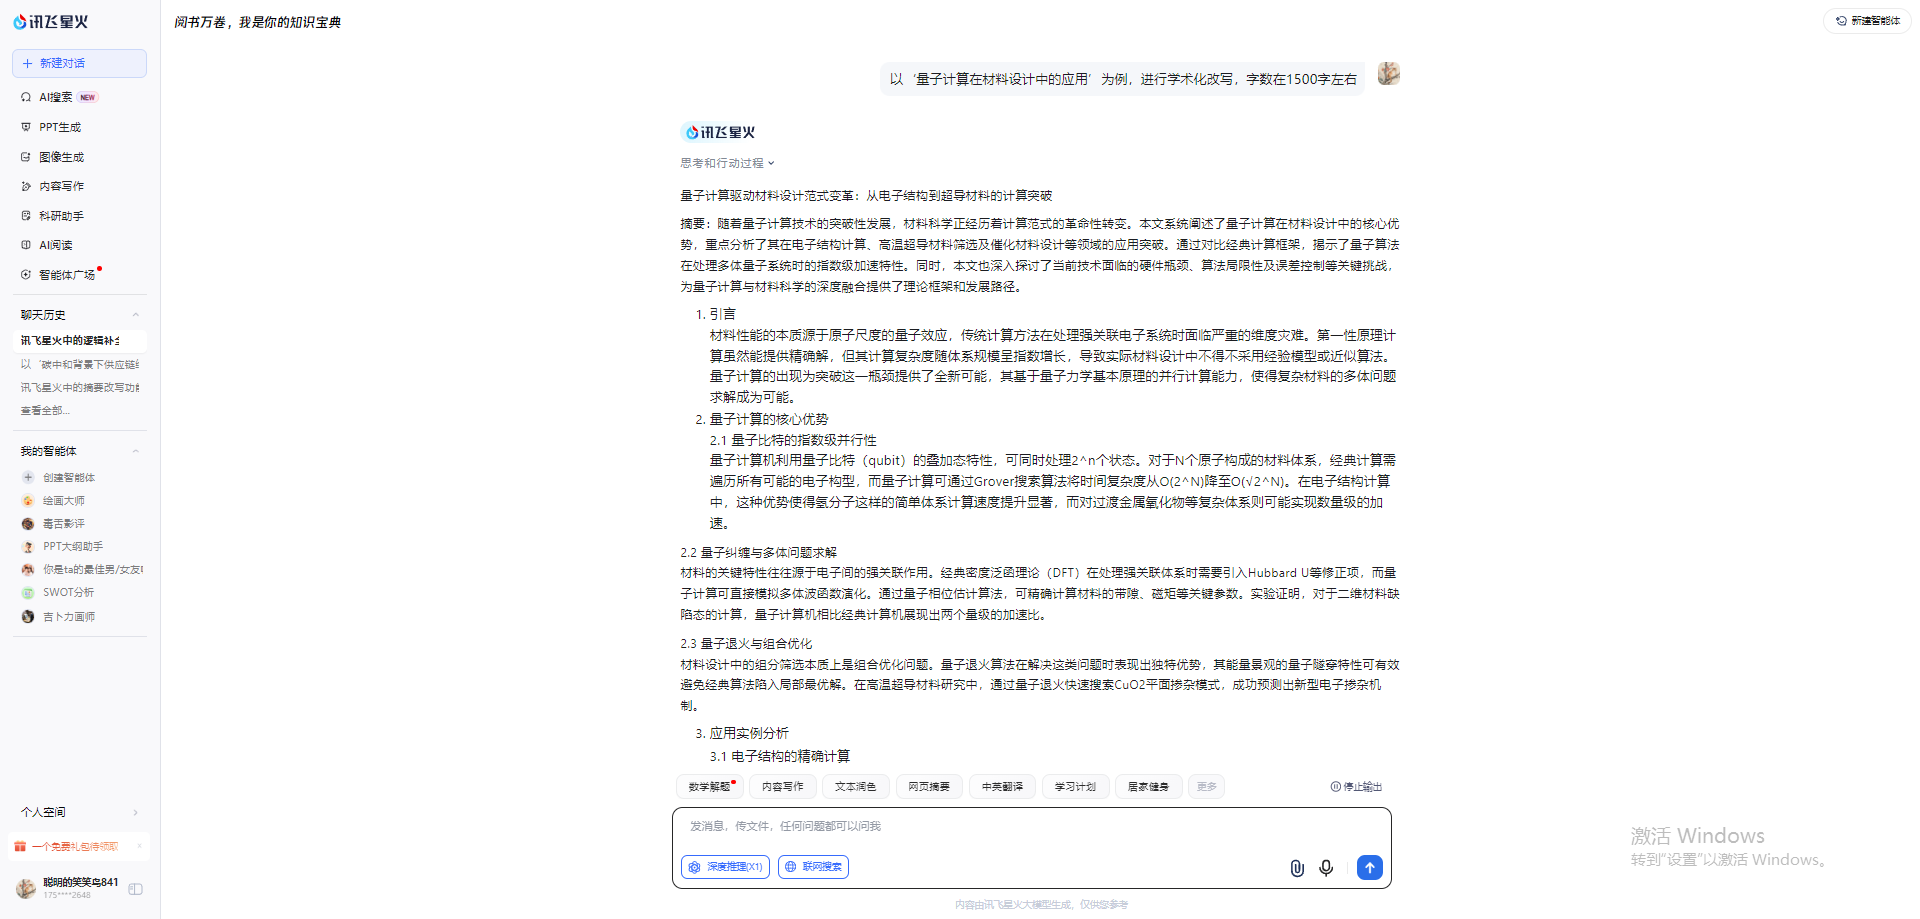 讯飞星火
阅书万卷，我是你的知识宝典
新建智能体
新建对话
AI搜索 NEW
PPT生成
图像生成
内容写作
科研助手
AI阅读
智能体广场
聊天历史
讯飞星火中的逻辑补全
以‘碳中和背景下供应链
讯飞星火中的摘要改写功能
查看全部...
我的智能体
创建智能体
绘画大师
毒舌影评
PPT大纲助手
你是ta的最佳男/女友
SWOT分析
吉卜力画师
个人空间
一个免费礼包待领取
聪明的笑笑鸟841
175****2648
以‘量子计算在材料设计中的应用’为例，进行学术化改写，字数在1500字左右
讯飞星火
思考和行动过程
量子计算驱动材料设计范式变革：从电子结构到超导材料的计算突破
摘要：随着量子计算技术的突破性发展，材料科学正经历着计算范式的革命性转变。本文系统阐述了量子计算在材料设计中的核心优
势，重点分析了其在电子结构计算、高温超导材料筛选及催化材料设计等领域的应用突破。通过对比经典计算框架，揭示了量子算法
在处理多体量子系统时的指数级加速特性。同时，本文也深入探讨了当前技术面临的硬件瓶颈、算法局限性及误差控制等关键挑战，
为量子计算与材料科学的深度融合提供了理论框架和发展路径。
1. 引言
材料性能的本质源于原子尺度的量子效应，传统计算方法在处理强关联电子系统时面临严重的维度灾难。第一性原理计
算虽然能提供精确解，但其计算复杂度随体系规模呈指数增长，导致实际材料设计中不得不采用经验模型或近似算法。
量子计算的出现为突破这一瓶颈提供了全新可能，其基于量子力学基本原理的并行计算能力，使得复杂材料的多体问题
求解成为可能。
2. 量子计算的核心优势
2.1 量子比特的指数级并行性
量子计算机利用量子比特（qubit）的叠加态特性，可同时处理2^n个状态。对于N个原子构成的材料体系，经典计算需
遍历所有可能的电子构型，而量子计算可通过Grover搜索算法将时间复杂度从O(2^N)降至O(√2^N)。在电子结构计算
中，这种优势使得氢分子这样的简单体系计算速度提升显著，而对过渡金属氧化物等复杂体系则可能实现数量级的加
速。
2.2 量子纠缠与多体问题求解
材料的关键特性往往源于电子间的强关联作用。经典密度泛函理论（DFT）在处理强关联体系时需要引入Hubbard U等修正项，而量
子计算可直接模拟多体波函数演化。通过量子相位估计算法，可精确计算材料的带隙、磁矩等关键参数。实验证明，对于二维材料缺
陷态的计算，量子计算机相比经典计算机展现出两个量级的加速比。
2.3 量子退火与组合优化
材料设计中的组分筛选本质上是组合优化问题。量子退火算法在解决这类问题时表现出独特优势，其能量景观的量子隧穿特性可有效
避免经典算法陷入局部最优解。在高温超导材料研究中，通过量子退火快速搜索CuO2平面掺杂模式，成功预测出新型电子掺杂机
制。
3. 应用实例分析
3.1 电子结构的精确计算
数学解题
内容写作
文本润色
网页摘要
中英翻译
学习计划
居家健身
更多
停止输出
发消息，传文件，任何问题都可以问我
深度推理(X1)
联网搜索
内容由讯飞星火大模型生成，仅供您参考
激活 Windows
转到“设置”以激活 Windows。